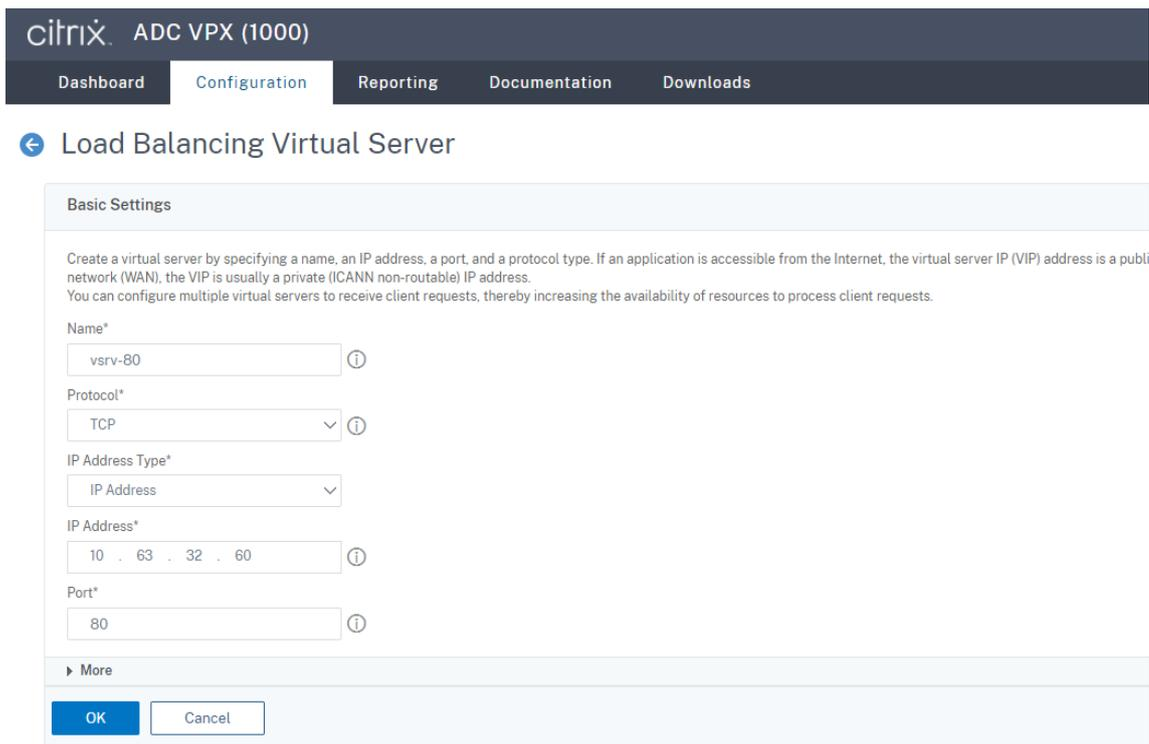 citrix. ADC VPX (1000)
Dashboard Configuration Reporting Documentation Downloads
Load Balancing Virtual Server
Basic Settings
Create a virtual server by specifying a name, an IP address, a port, and a protocol type. If an application is accessible from the Internet, the virtual server IP (VIP) address is a publi
network (WAN), the VIP is usually a private (ICANN non-routable) IP address.
You can configure multiple virtual servers to receive client requests, thereby increasing the availability of resources to process client requests.
Name*
vsrv-80
Protocol*
TCP
IP Address Type*
IP Address
IP Address*
10 . 63 . 32 . 60
Port*
80
More
OK Cancel